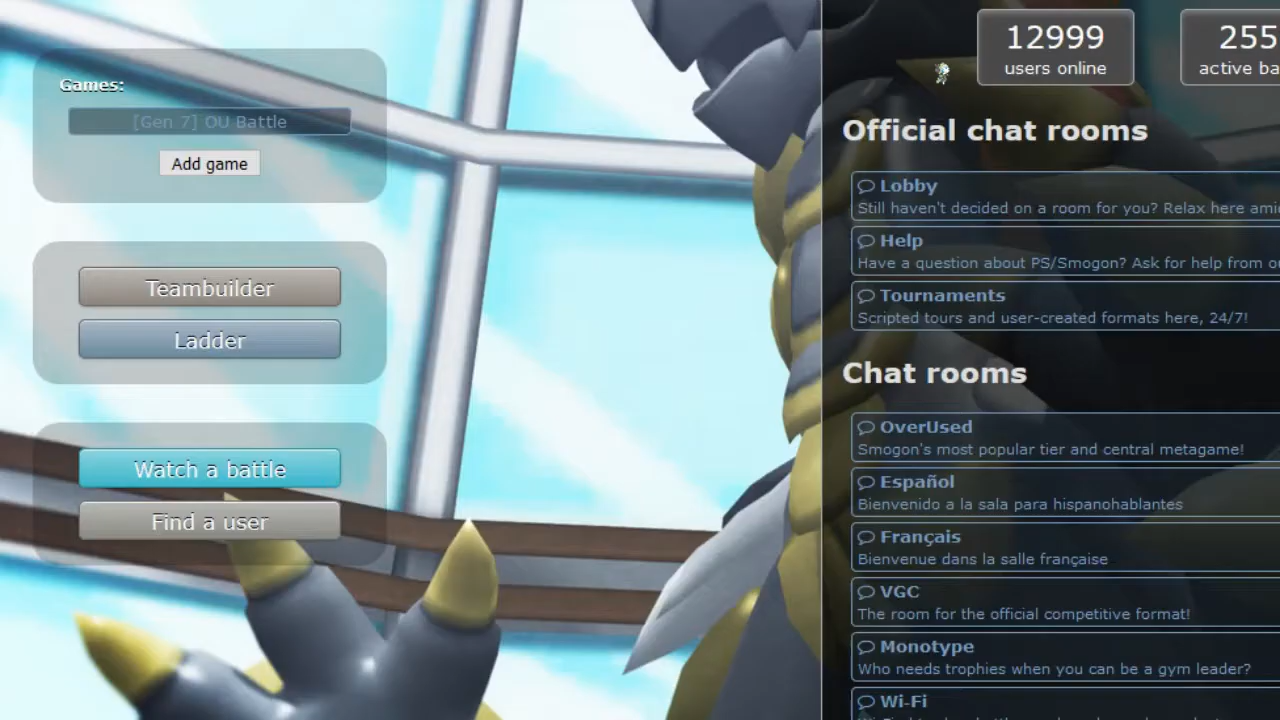 Games:
[Gen 7] OU Battle
Add game
Teambuilder
Ladder
Watch a battle
Find a user
12999
users online
255
active ba
Official chat rooms
Lobby
Still haven't decided on a room for you? Relax here ami
Help
Have a question about PS/Smogon? Ask for help from o
Tournaments
Scripted tours and user-created formats here, 24/7!
Chat rooms
OverUsed
Smogon's most popular tier and central metagame!
Español
Bienvenido a la sala para hispanohablantes
Français
Bienvenue dans la salle française
VGC
The room for the official competitive format!
Monotype
Who needs trophies when you can be a gym leader?
Wi-Fi